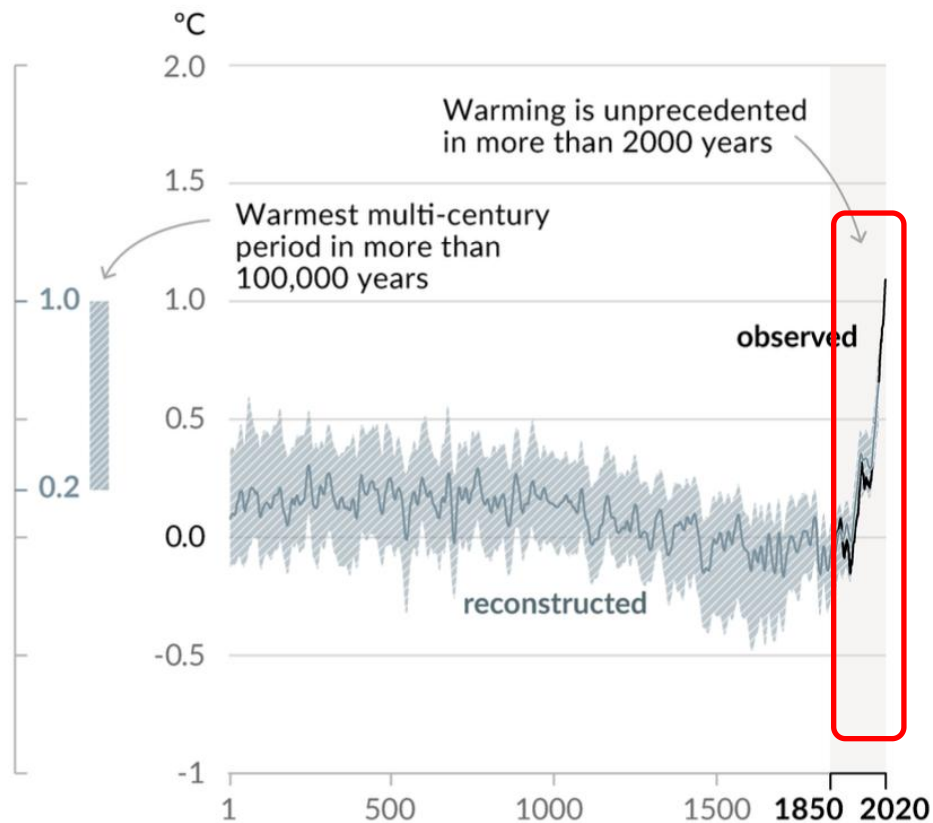 °C
2.0
Warming is unprecedented
in more than 2000 years
1.5
Warmest multi-century
period in more than
100,000 years
1.0
1.0
observed
0.5
0.2
0.0
reconstructed
-0.5
-1
1 500 1000 1500 1850 2020